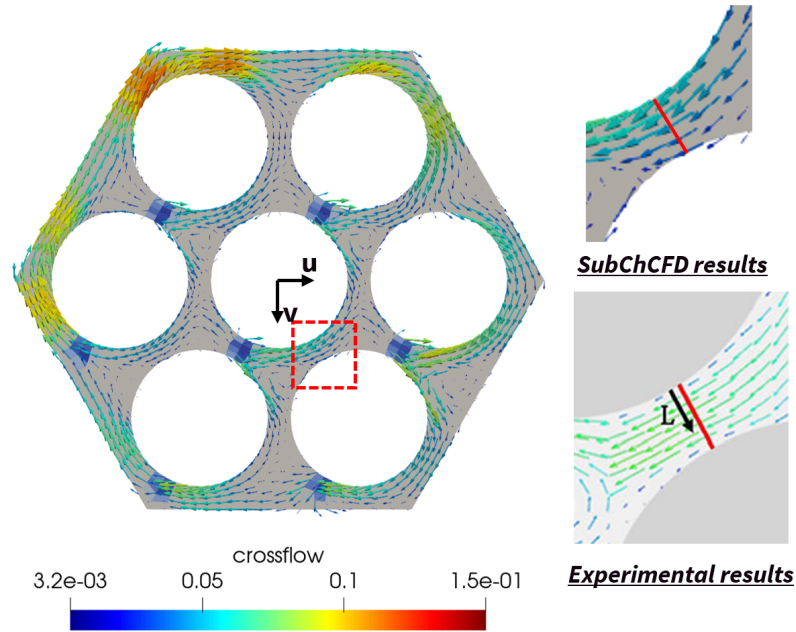 u
v
SubChCFD results
L
Experimental results
crossflow
3.2e-03 0.05 0.1 1.5e-01